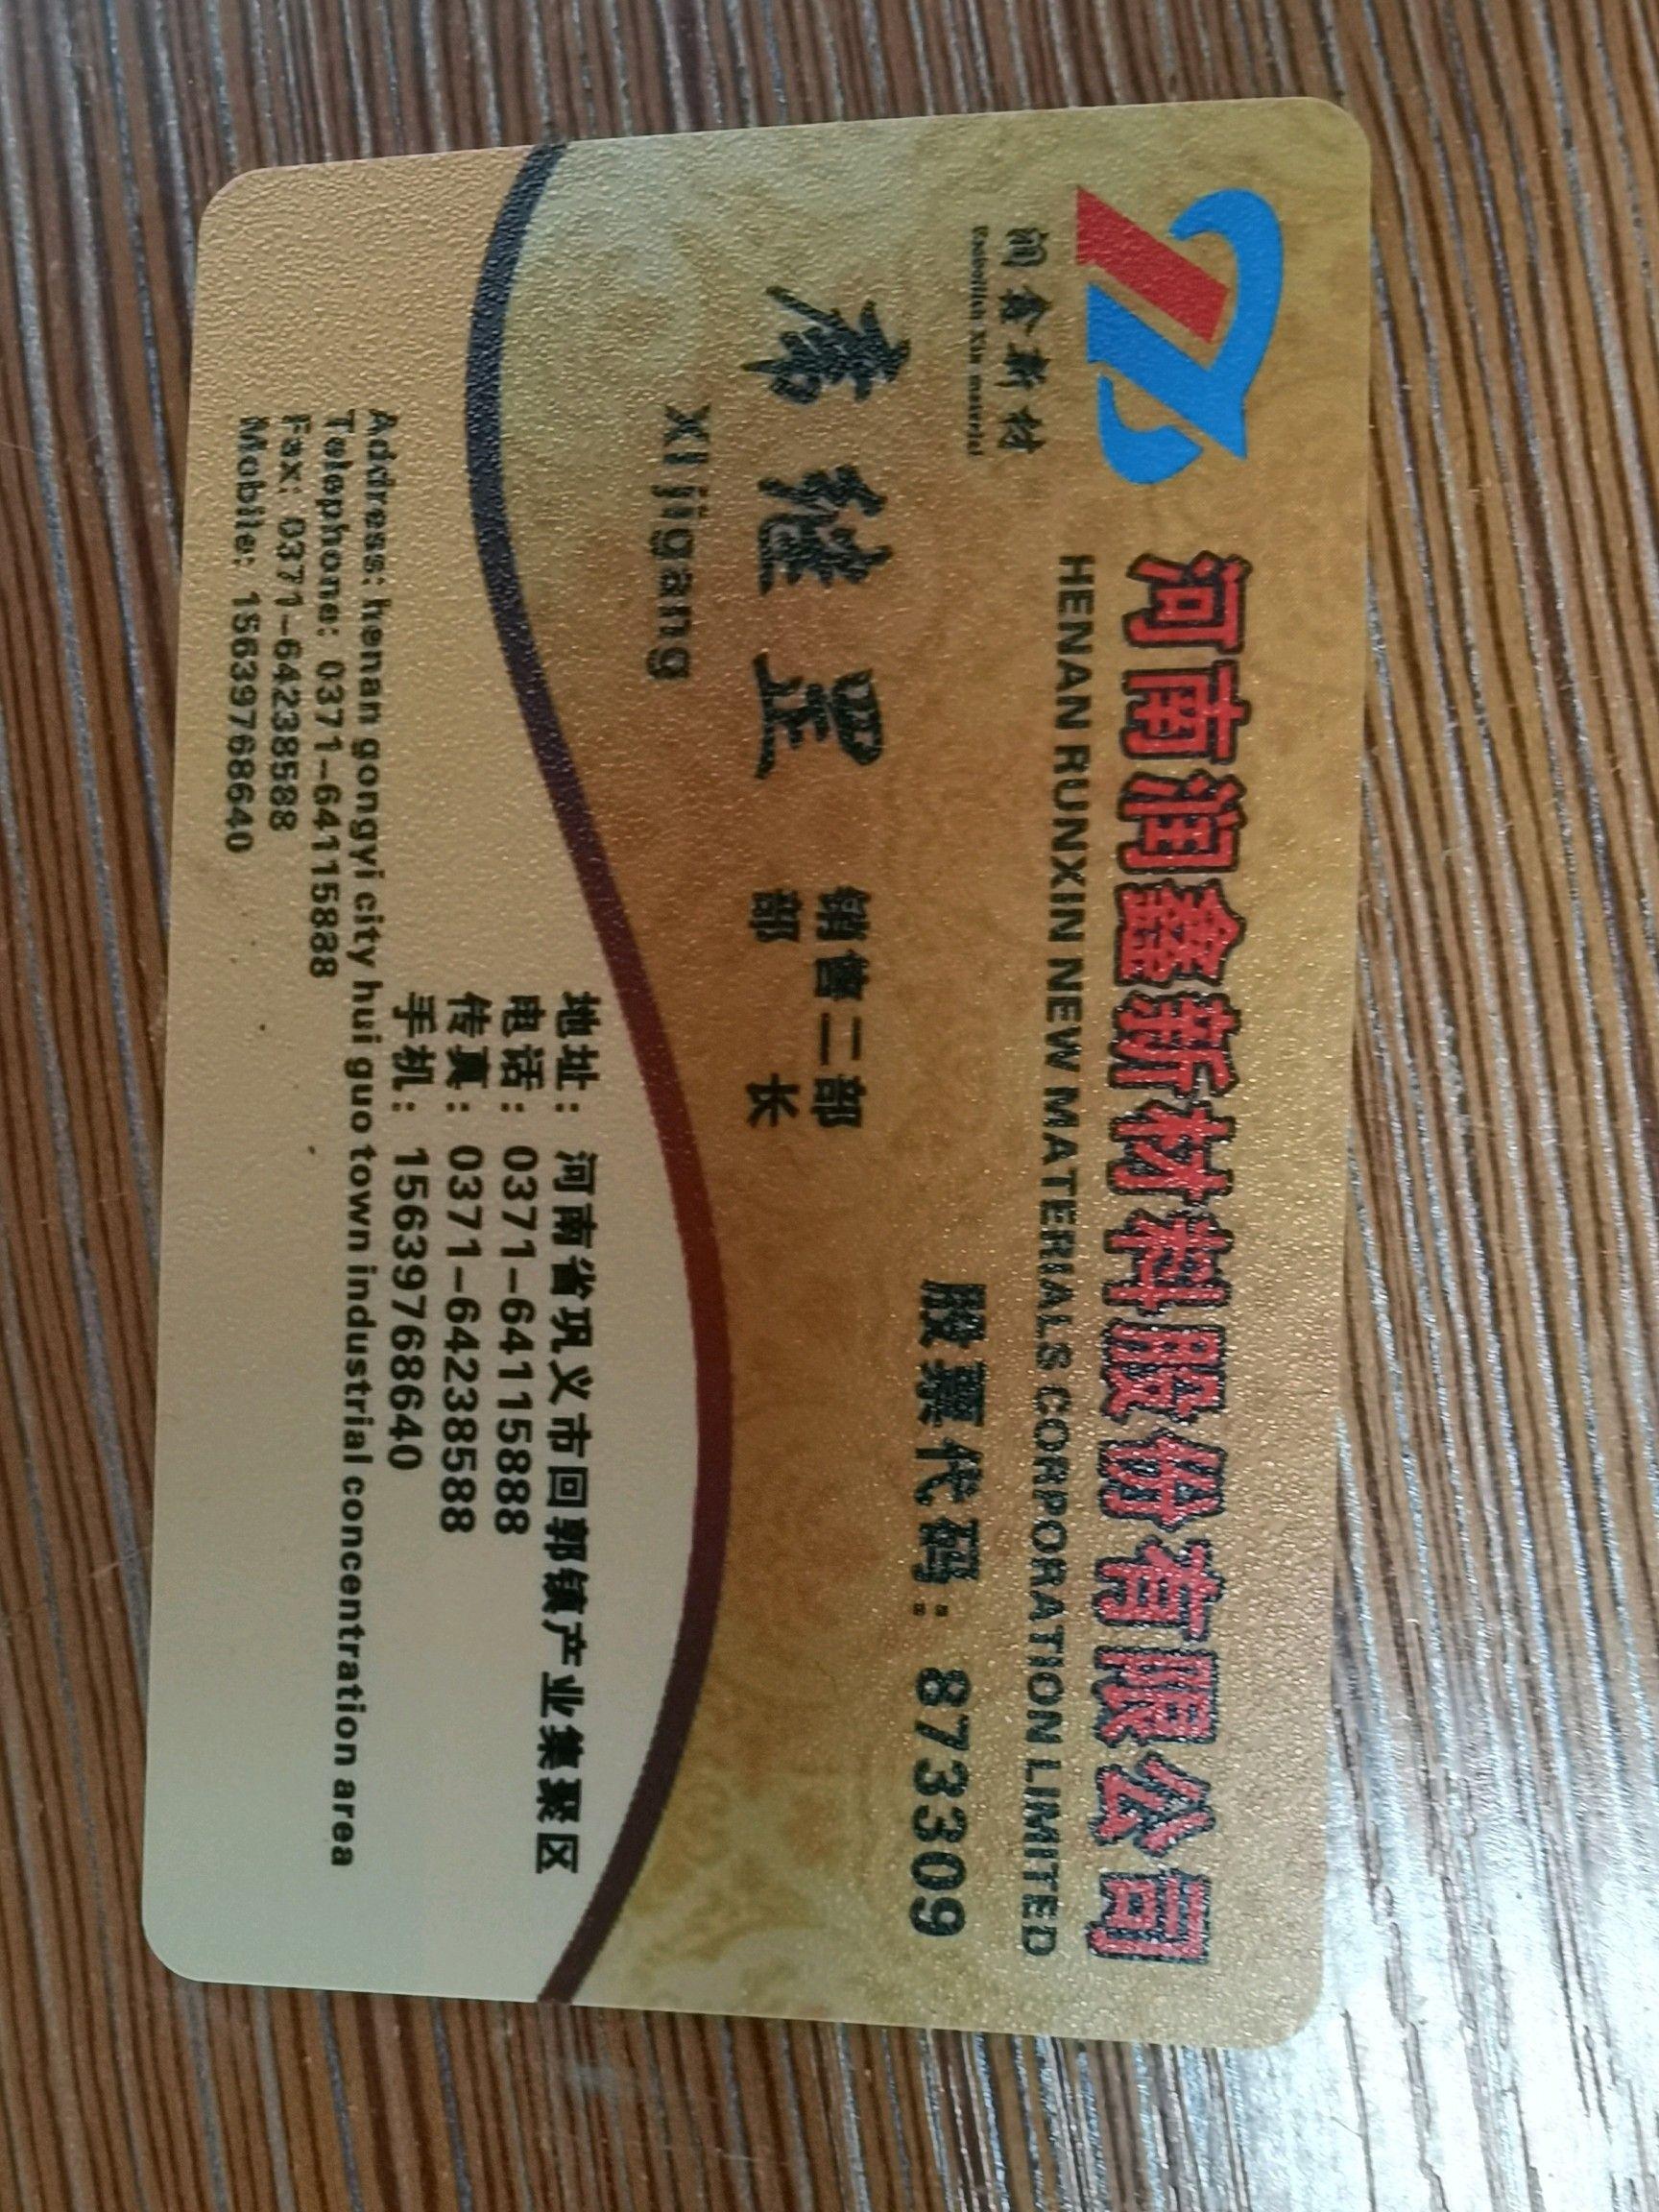 河南润鑫新材料股份有限公司
HENAN RUNXIN NEW MATERIALS CORPORATION LIMITED
润鑫新材
股票代码：873309
席继罡
销售二部
部 长
XI jigang
地址：河南省巩义市回郭镇产业集聚区
电话：0371-64115888
传真：0371-64238588
手机：15639768640
Address: henan gongyi city hui guo town industrial concentration area
Telephone: 0371-64115888
Fax: 0371-64238588
Mobile: 15639768640